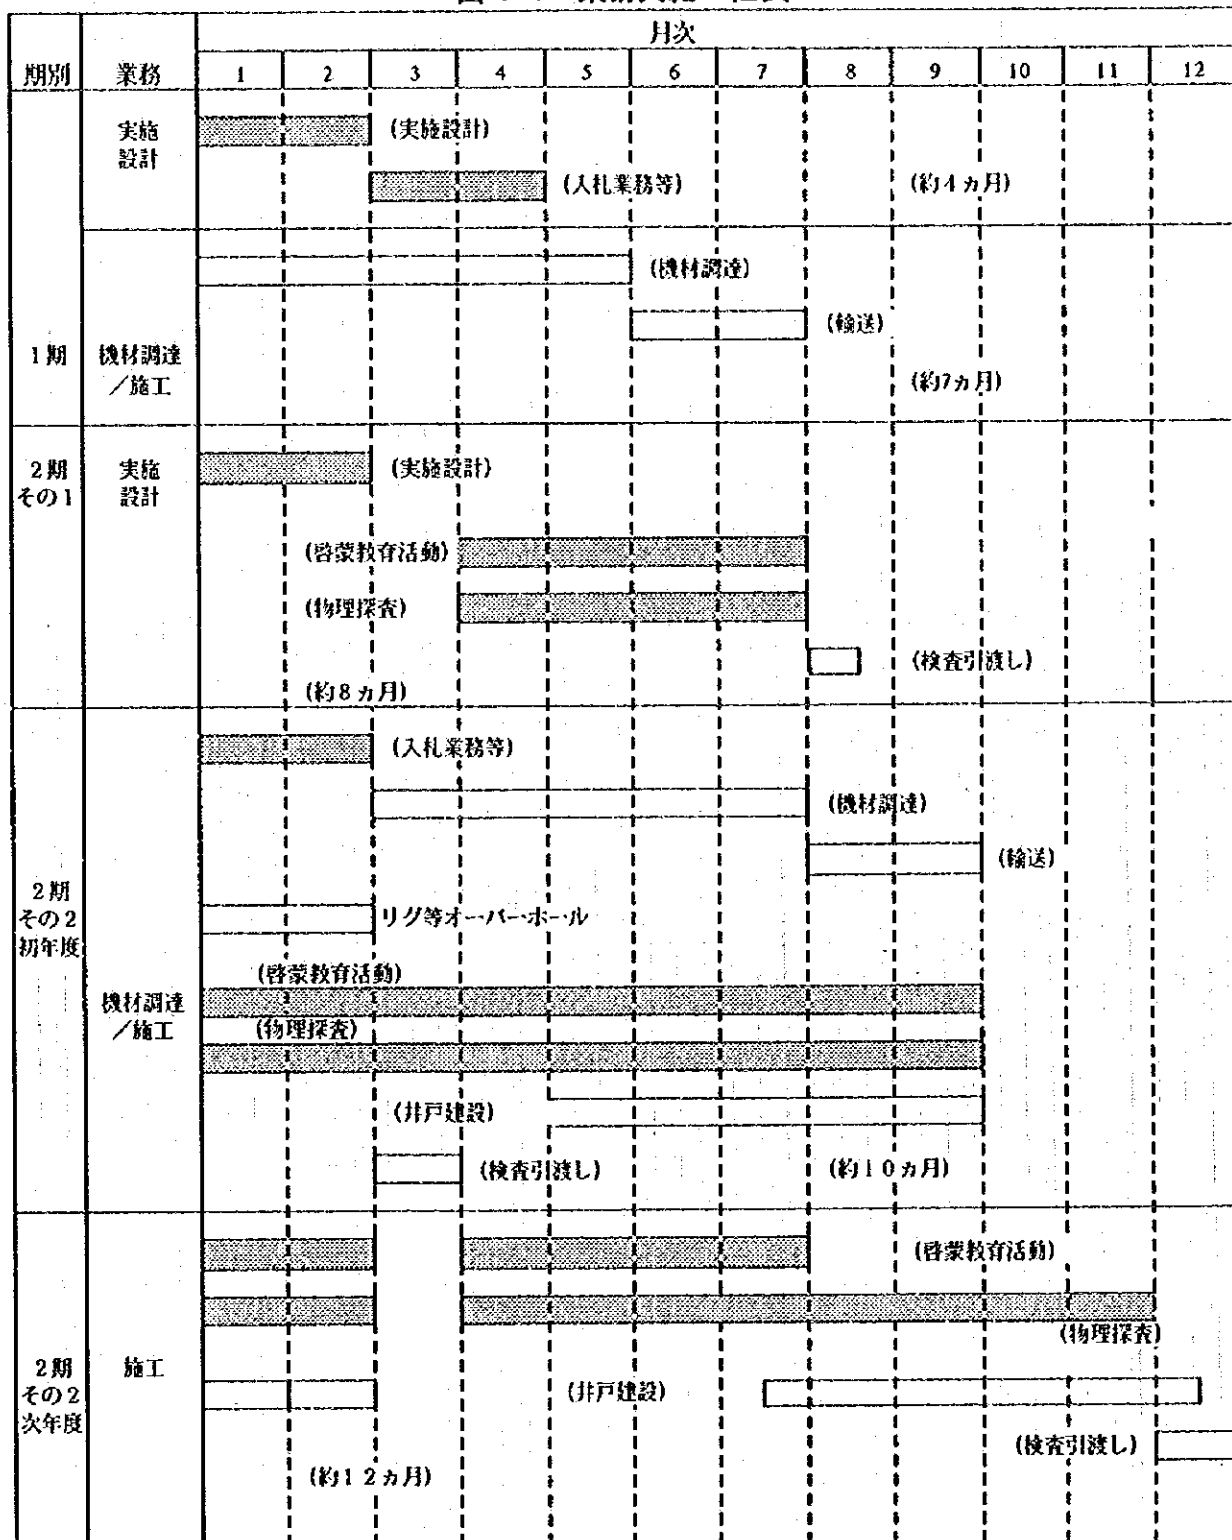 月次
期別 業務 1 2 3 4 5 6 7 8 9 10 11 12
実施
設計
(実施設計)
(入札業務等) (約4ヵ月)
(機材調達)
(輸送)
1期 機材調達
／施工
(約7ヵ月)
2期
その1
実施
設計
(実施設計)
(啓蒙教育活動)
(物理探査)
(検査引渡し)
(約8ヵ月)
(入札業務等)
(機材調達)
(輸送)
2期
その2
初年度
リグ等オーバーホール
(啓蒙教育活動)
機材調達
／施工
(物理探査)
(井戸建設)
(検査引渡し) (約10ヵ月)
(啓蒙教育活動)
(物理探査)
2期
その2
次年度
施工
(井戸建設)
(検査引渡し)
(約12ヵ月)